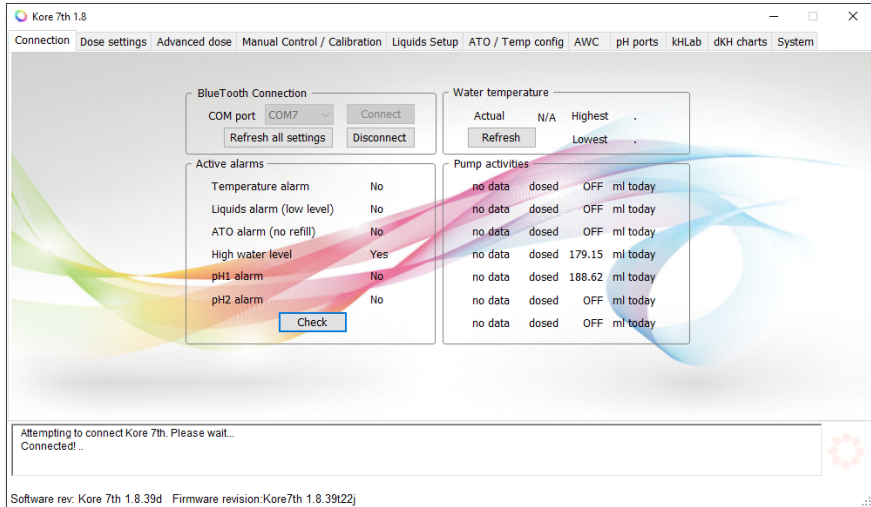 Kore 7th 1.8
Connection Dose settings Advanced dose Manual Control / Calibration Liquids Setup ATO / Temp config AWC pH ports kHLab dKH charts System
BlueTooth Connection
COM port COM7 Connect
Refresh all settings Disconnect
Water temperature
Actual N/A Highest .
Refresh Lowest .
Active alarms
Temperature alarm No
Liquids alarm (low level) No
ATO alarm (no refill) No
High water level Yes
pH1 alarm No
pH2 alarm No
Check
Pump activities
no data dosed OFF ml today
no data dosed OFF ml today
no data dosed OFF ml today
no data dosed 179.15 ml today
no data dosed 188.62 ml today
no data dosed OFF ml today
no data dosed OFF ml today
Attempting to connect Kore 7th. Please wait...
Connected! ..
Software rev: Kore 7th 1.8.39d Firmware revision:Kore7th 1.8.39t22j